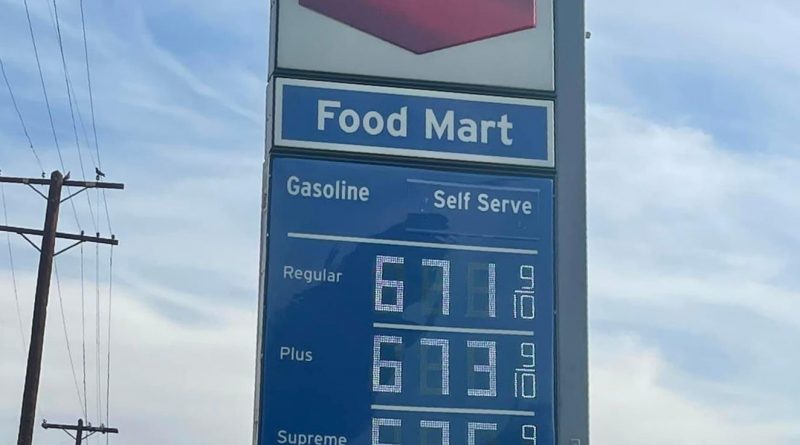 Food Mart
Gasoline Self Serve
Regular 671 9/10
Plus 673 9/10
Supreme